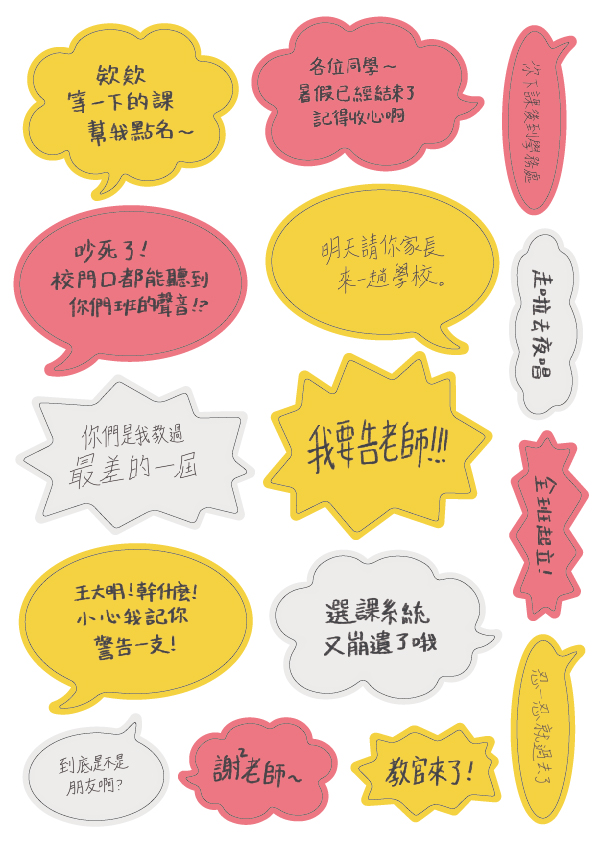 欸欸
等一下的課
幫我點名～
各位同學～
暑假已經結束了
記得收心啊
次下課後到學務處
吵死了！
校門口都能聽到
你們班的聲音!?
明天請你家長
來一趟學校。
走啦去夜唱
你們是我教過
最差的一屆
我要告老師!!!
全班起立！
王大明！幹什麼！
小心我記你
警告一支！
選課系統
又崩潰了哦
忍一忍就過去了
到底是不是
朋友啊？
謝²老師～
教官來了！